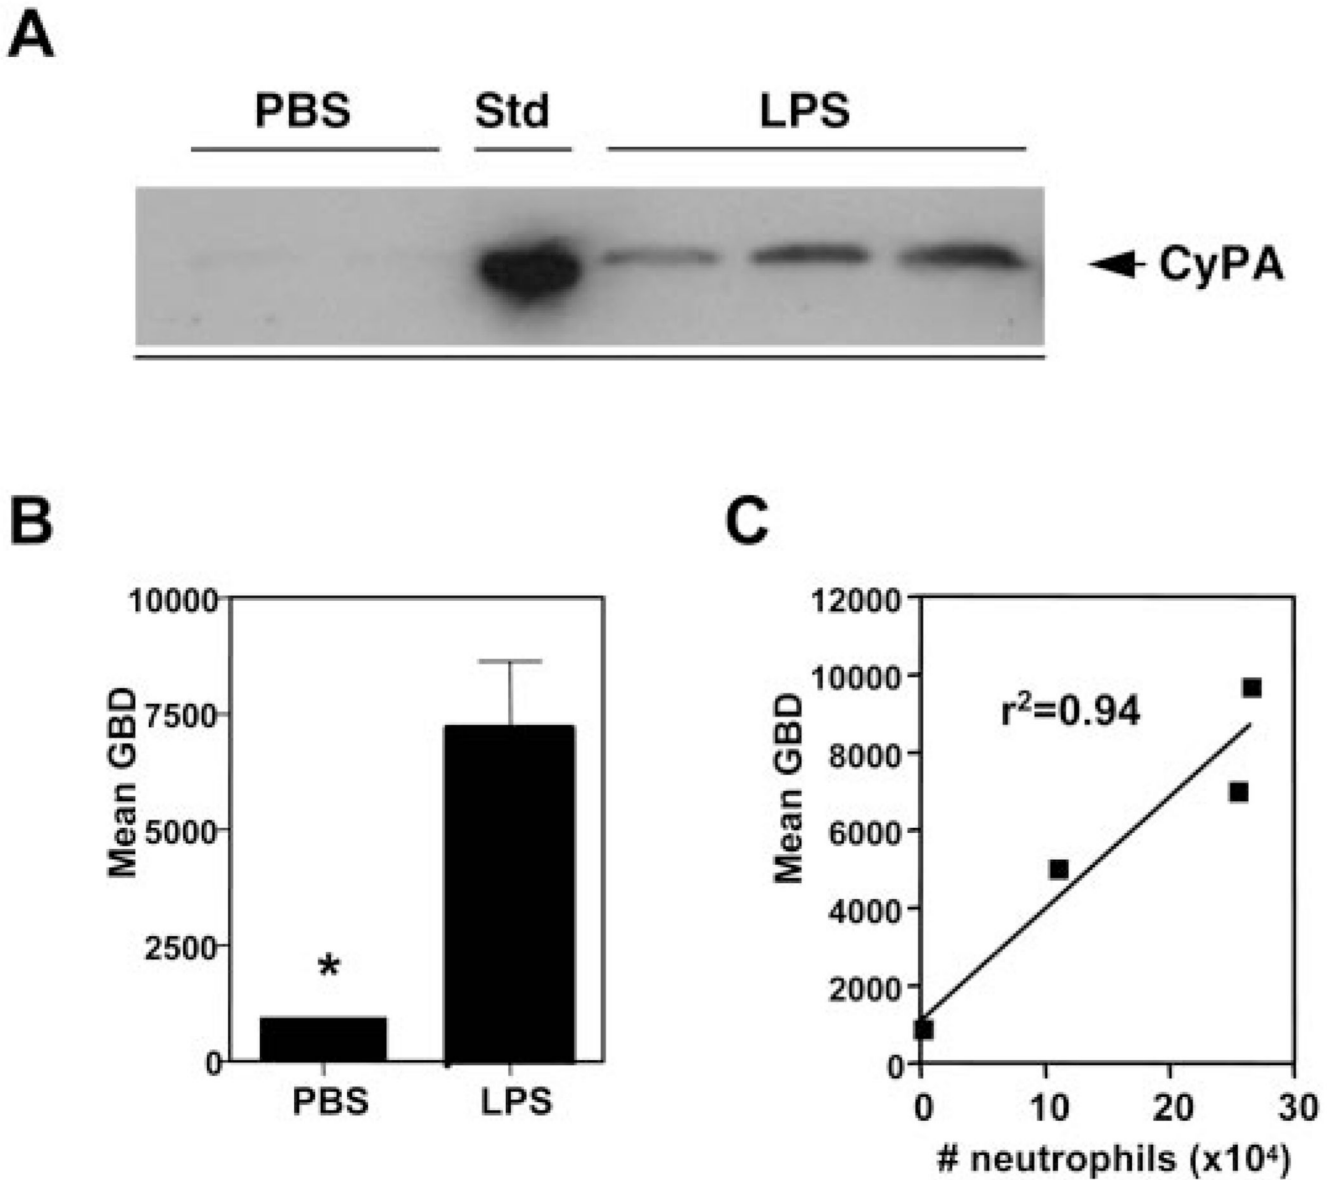 A
PBS Std LPS
CyPA
B
10000
7500
5000
2500
0
Mean GBD
*
PBS LPS
C
12000
10000
8000
6000
4000
2000
0
Mean GBD
r²=0.94
0 10 20 30
# neutrophils (x10⁴)